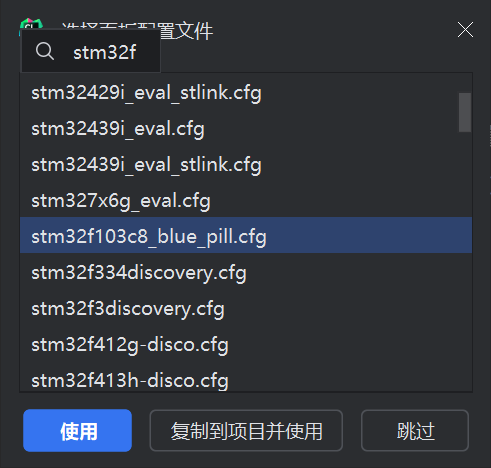 选择面板配置文件
stm32f
stm32429i_eval_stlink.cfg
stm32439i_eval.cfg
stm32439i_eval_stlink.cfg
stm327x6g_eval.cfg
stm32f103c8_blue_pill.cfg
stm32f334discovery.cfg
stm32f3discovery.cfg
stm32f412g-disco.cfg
stm32f413h-disco.cfg
使用
复制到项目并使用
跳过